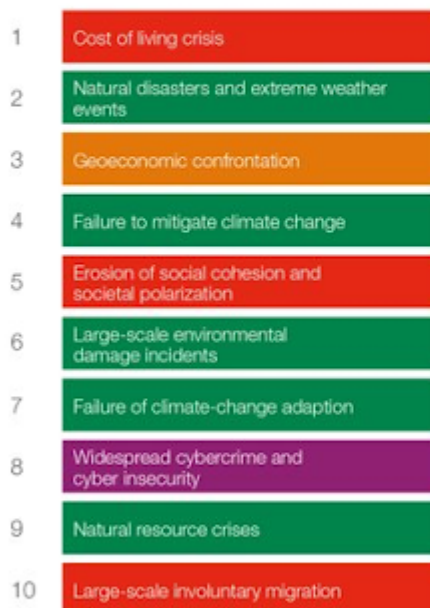 1 Cost of living crisis
2 Natural disasters and extreme weather
events
3 Geoeconomic confrontation
4 Failure to mitigate climate change
5 Erosion of social cohesion and
societal polarization
6 Large-scale environmental
damage incidents
7 Failure of climate-change adaption
8 Widespread cybercrime and
cyber insecurity
9 Natural resource crises
10 Large-scale involuntary migration